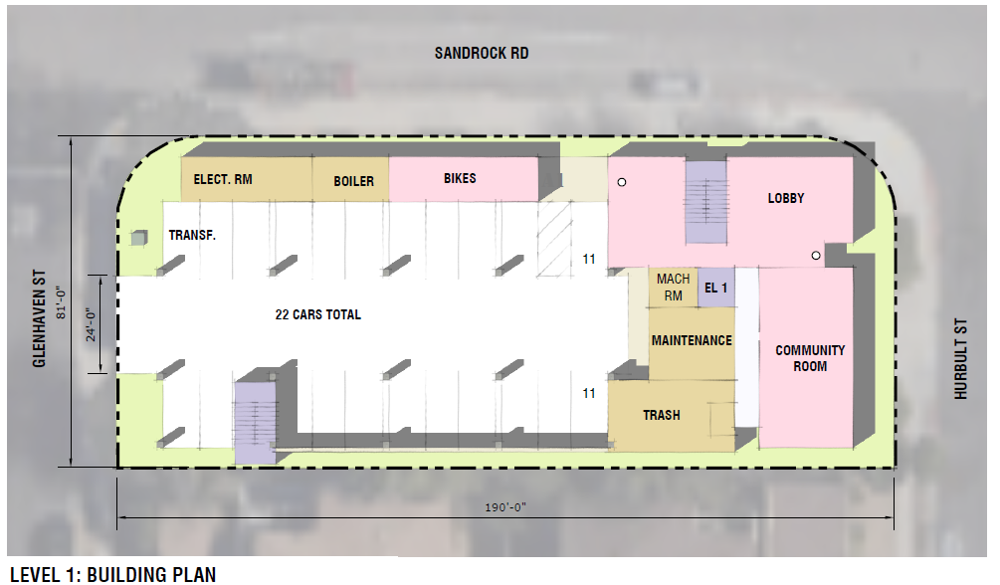 SANDROCK RD
ELECT. RM
BOILER
BIKES
LOBBY
TRANSF.
11
MACH
RM
EL 1
GLENHAVEN ST
81'-0"
24'-0"
22 CARS TOTAL
MAINTENANCE
COMMUNITY
ROOM
HURBULT ST
11
TRASH
190'-0"
LEVEL 1: BUILDING PLAN